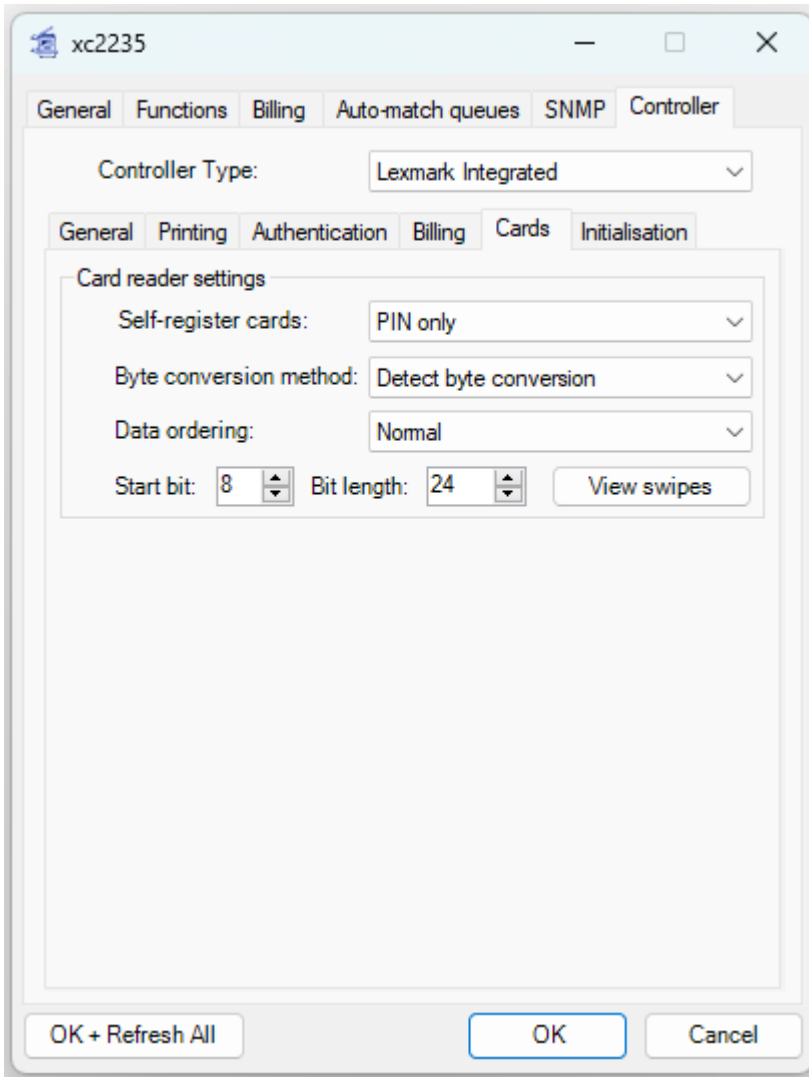 xc2235
General Functions Billing Auto-match queues SNMP Controller
Controller Type: Lexmark Integrated
General Printing Authentication Billing Cards Initialisation
Card reader settings
Self-register cards: PIN only
Byte conversion method: Detect byte conversion
Data ordering: Normal
Start bit: 8 Bit length: 24 View swipes
OK + Refresh All OK Cancel